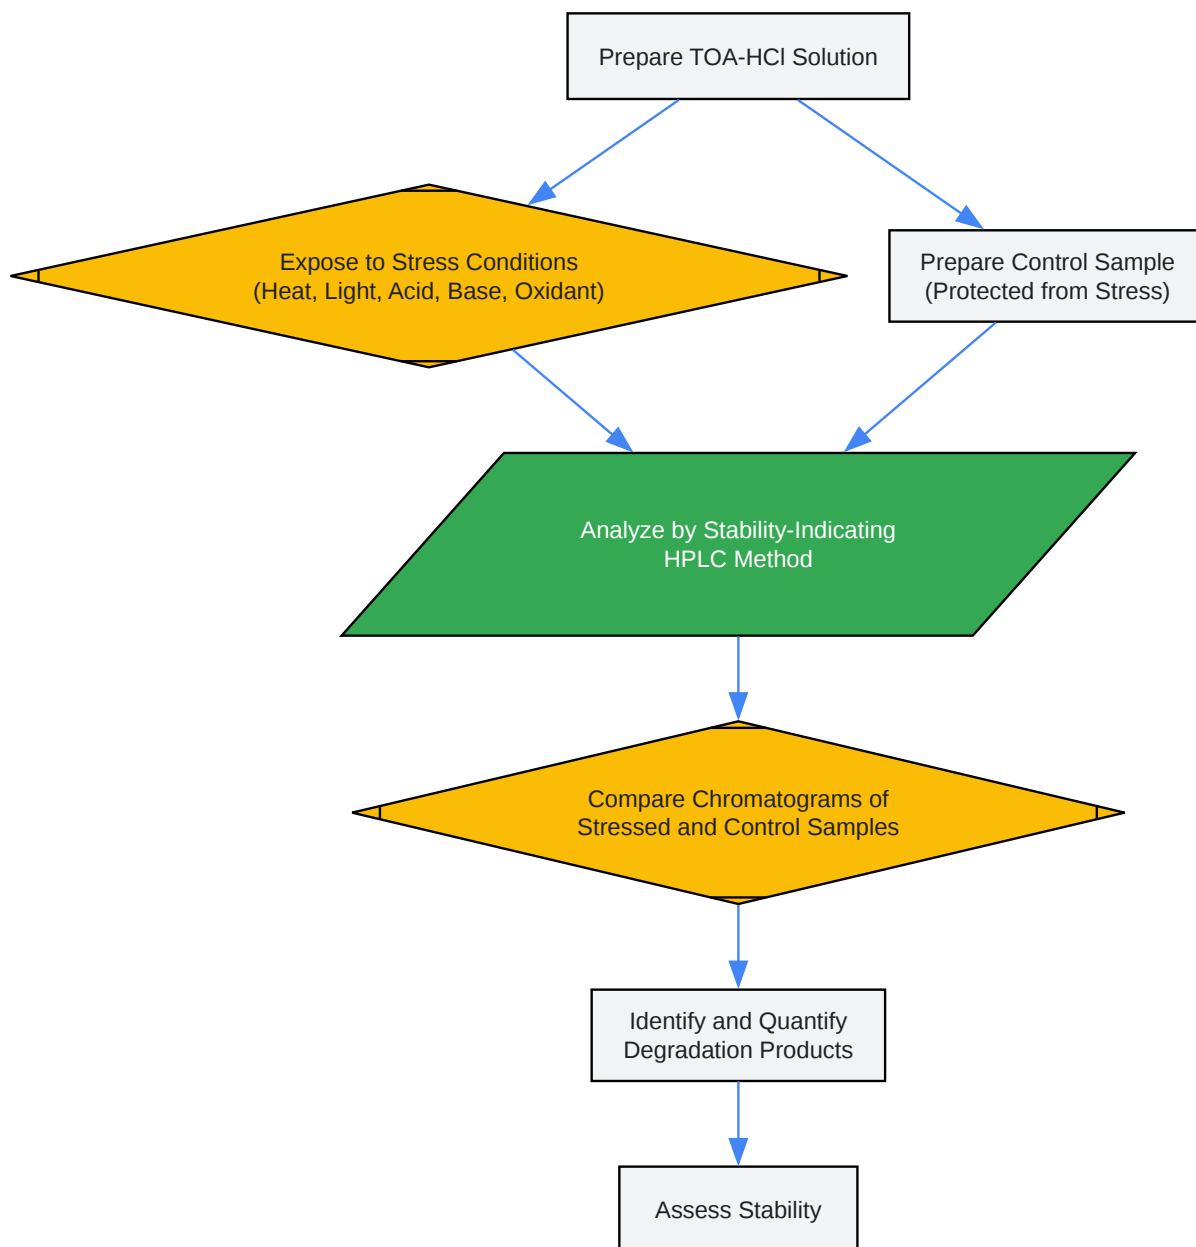 Prepare TOA-HCl Solution
Expose to Stress Conditions
(Heat, Light, Acid, Base, Oxidant)
Prepare Control Sample
(Protected from Stress)
Analyze by Stability-Indicating
HPLC Method
Compare Chromatograms of
Stressed and Control Samples
Identify and Quantify
Degradation Products
Assess Stability